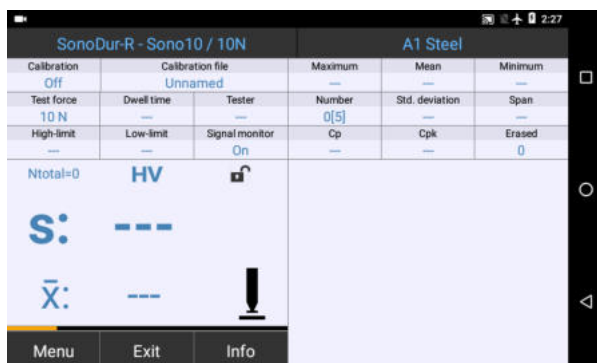 2:27
SonoDur-R - Sono10 / 10N A1 Steel
Calibration Calibration file Maximum Mean Minimum
Off Unnamed --- --- ---
Test force Dwell time Tester Number Std. deviation Span
10 N --- --- 0[5] --- ---
High-limit Low-limit Signal monitor Cp Cpk Erased
--- --- On --- --- 0
Ntotal=0 HV
s: ---
x̄: ---
Menu Exit Info